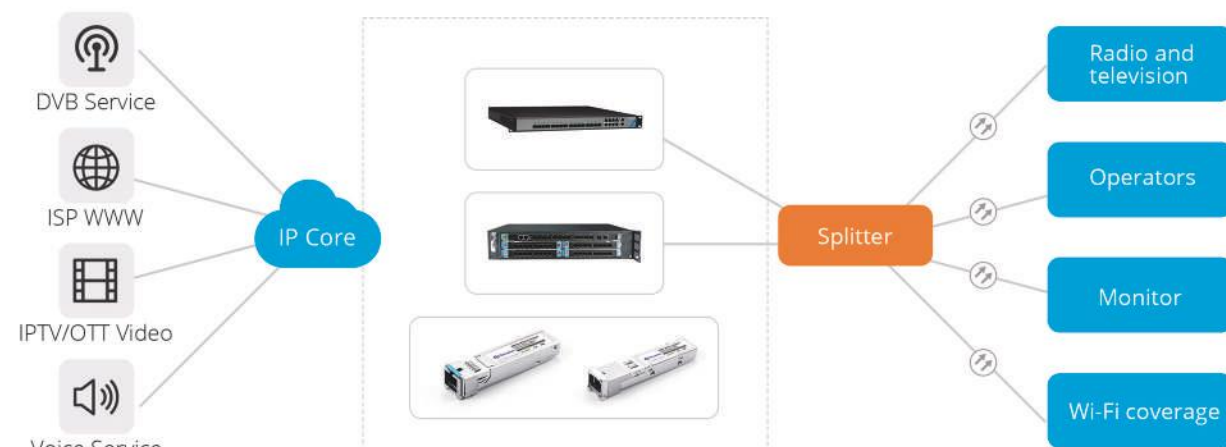 DVB Service
ISP WWW
IPTV/OTT Video
Voice Service
IP Core
Splitter
Radio and
television
Operators
Monitor
Wi-Fi coverage